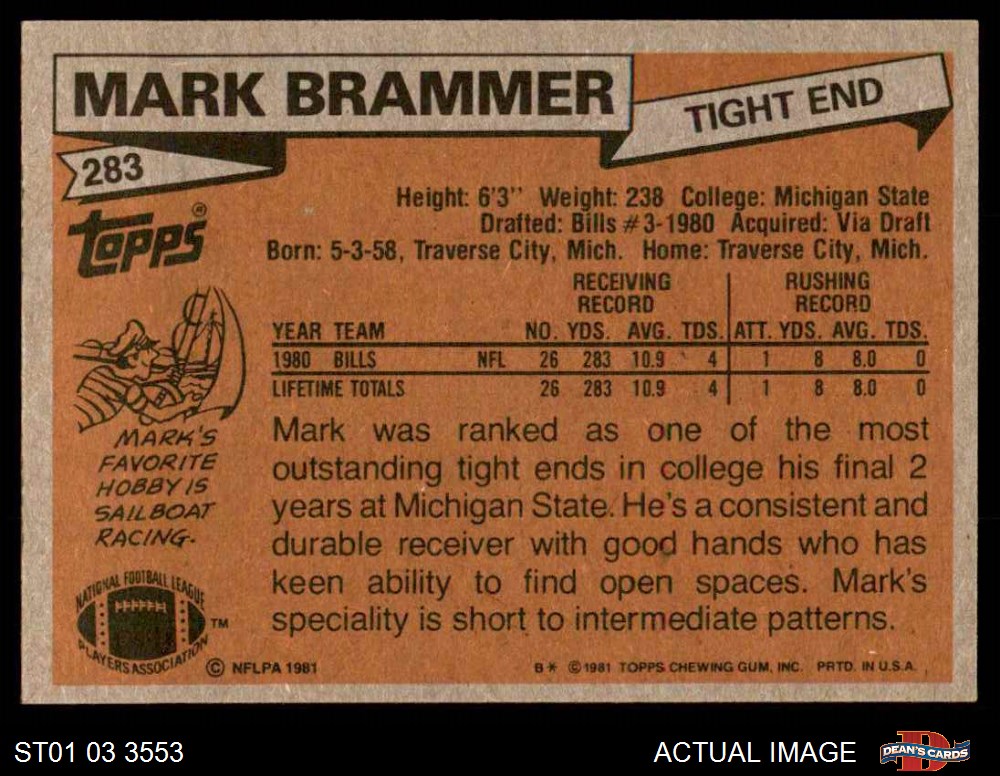 MARK BRAMMER
TIGHT END
283
TOPPS®
Height: 6'3'' Weight: 238 College: Michigan State
Drafted: Bills #3-1980 Acquired: Via Draft
Born: 5-3-58, Traverse City, Mich. Home: Traverse City, Mich.
RECEIVING RECORD RUSHING RECORD
YEAR TEAM NO. YDS. AVG. TDS. ATT. YDS. AVG. TDS.
1980 BILLS NFL 26 283 10.9 4 1 8 8.0 0
LIFETIME TOTALS 26 283 10.9 4 1 8 8.0 0
MARK'S
FAVORITE
HOBBY IS
SAILBOAT
RACING.
Mark was ranked as one of the most
outstanding tight ends in college his final 2
years at Michigan State. He's a consistent and
durable receiver with good hands who has
keen ability to find open spaces. Mark's
speciality is short to intermediate patterns.
NATIONAL FOOTBALL LEAGUE
PLAYERS ASSOCIATION
TM
© NFLPA 1981
B* © 1981 TOPPS CHEWING GUM, INC. PRTD. IN U.S.A.
ST01 03 3553
ACTUAL IMAGE
D
DEAN'S CARDS